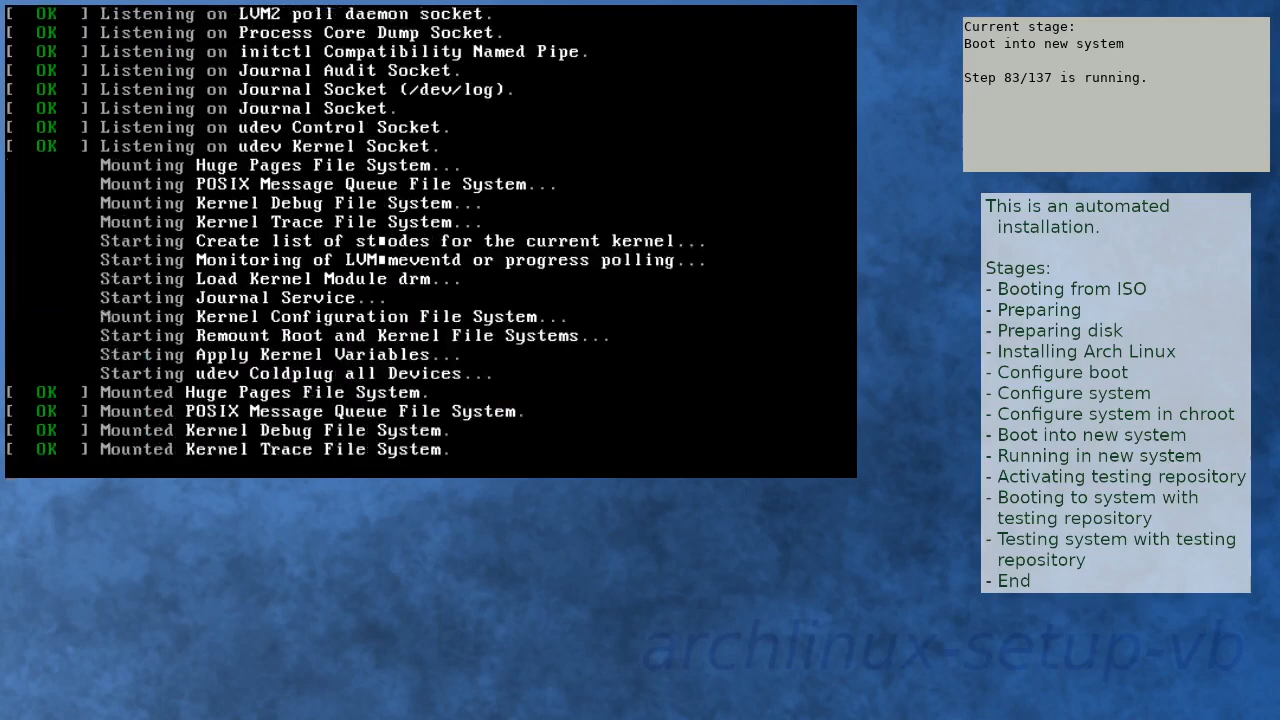 [  OK  ] Listening on LVM2 poll daemon socket.
[  OK  ] Listening on Process Core Dump Socket.
[  OK  ] Listening on initctl Compatibility Named Pipe.
[  OK  ] Listening on Journal Audit Socket.
[  OK  ] Listening on Journal Socket (/dev/log).
[  OK  ] Listening on Journal Socket.
[  OK  ] Listening on udev Control Socket.
[  OK  ] Listening on udev Kernel Socket.
Mounting Huge Pages File System...
Mounting POSIX Message Queue File System...
Mounting Kernel Debug File System...
Mounting Kernel Trace File System...
Starting Create list of st■odes for the current kernel...
Starting Monitoring of LVM■meventd or progress polling...
Starting Load Kernel Module drm...
Starting Journal Service...
Mounting Kernel Configuration File System...
Starting Remount Root and Kernel File Systems...
Starting Apply Kernel Variables...
Starting udev Coldplug all Devices...
[  OK  ] Mounted Huge Pages File System.
[  OK  ] Mounted POSIX Message Queue File System.
[  OK  ] Mounted Kernel Debug File System.
[  OK  ] Mounted Kernel Trace File System.
Current stage:
Boot into new system
Step 83/137 is running.
This is an automated
installation.
Stages:
- Booting from ISO
- Preparing
- Preparing disk
- Installing Arch Linux
- Configure boot
- Configure system
- Configure system in chroot
- Boot into new system
- Running in new system
- Activating testing repository
- Booting to system with
testing repository
- Testing system with testing
repository
- End
archlinux-setup-vb